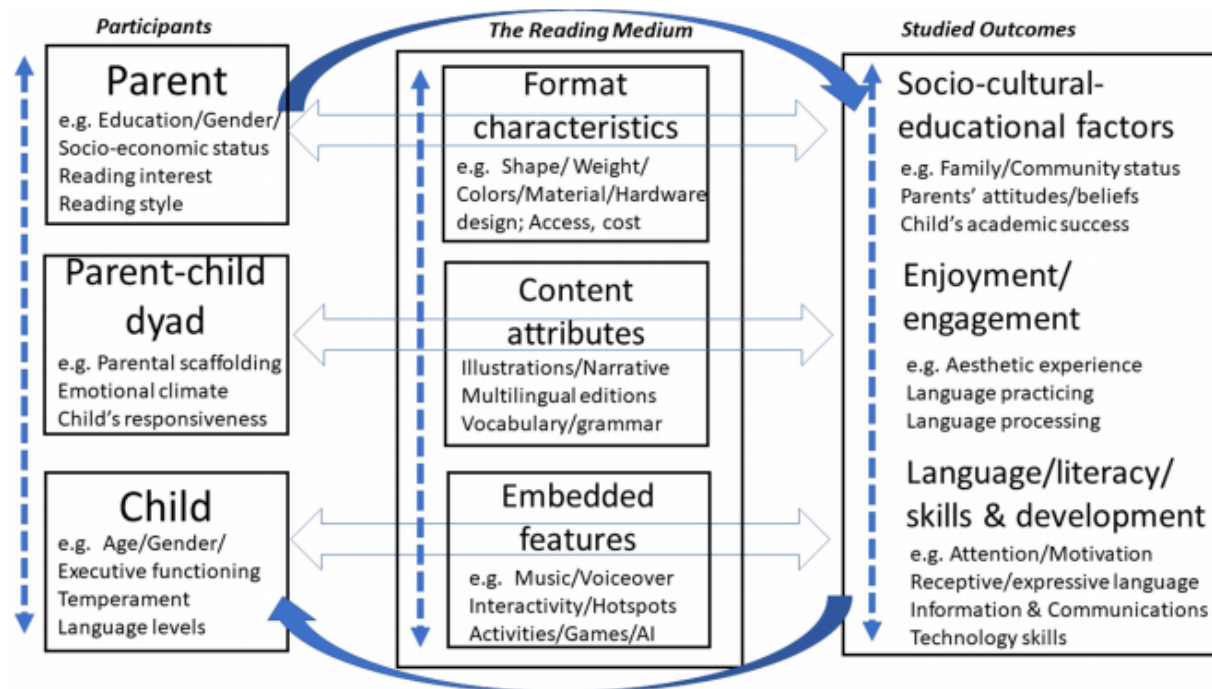 Participants
Parent
e.g. Education/Gender/
Socio-economic status
Reading interest
Reading style
Parent-child
dyad
e.g. Parental scaffolding
Emotional climate
Child's responsiveness
Child
e.g. Age/Gender/
Executive functioning
Temperament
Language levels
The Reading Medium
Format
characteristics
e.g. Shape/ Weight/
Colors/Material/Hardware
design; Access, cost
Content
attributes
Illustrations/Narrative
Multilingual editions
Vocabulary/grammar
Embedded
features
e.g. Music/Voiceover
Interactivity/Hotspots
Activities/Games/AI
Studied Outcomes
Socio-cultural-
educational factors
e.g. Family/Community status
Parents' attitudes/beliefs
Child's academic success
Enjoyment/
engagement
e.g. Aesthetic experience
Language practicing
Language processing
Language/literacy/
skills & development
e.g. Attention/Motivation
Receptive/expressive language
Information & Communications
Technology skills